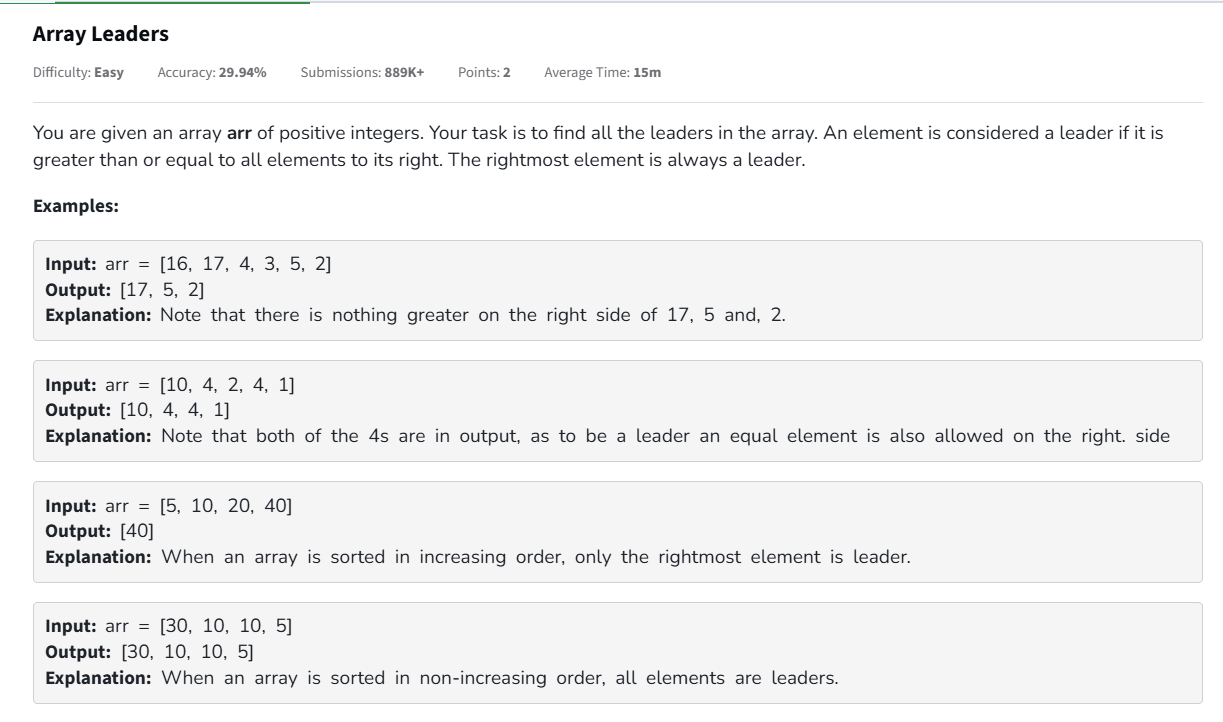 Array Leaders
Difficulty: Easy Accuracy: 29.94% Submissions: 889K+ Points: 2 Average Time: 15m
You are given an array arr of positive integers. Your task is to find all the leaders in the array. An element is considered a leader if it is
greater than or equal to all elements to its right. The rightmost element is always a leader.
Examples:
Input: arr = [16, 17, 4, 3, 5, 2]
Output: [17, 5, 2]
Explanation: Note that there is nothing greater on the right side of 17, 5 and, 2.
Input: arr = [10, 4, 2, 4, 1]
Output: [10, 4, 4, 1]
Explanation: Note that both of the 4s are in output, as to be a leader an equal element is also allowed on the right. side
Input: arr = [5, 10, 20, 40]
Output: [40]
Explanation: When an array is sorted in increasing order, only the rightmost element is leader.
Input: arr = [30, 10, 10, 5]
Output: [30, 10, 10, 5]
Explanation: When an array is sorted in non-increasing order, all elements are leaders.